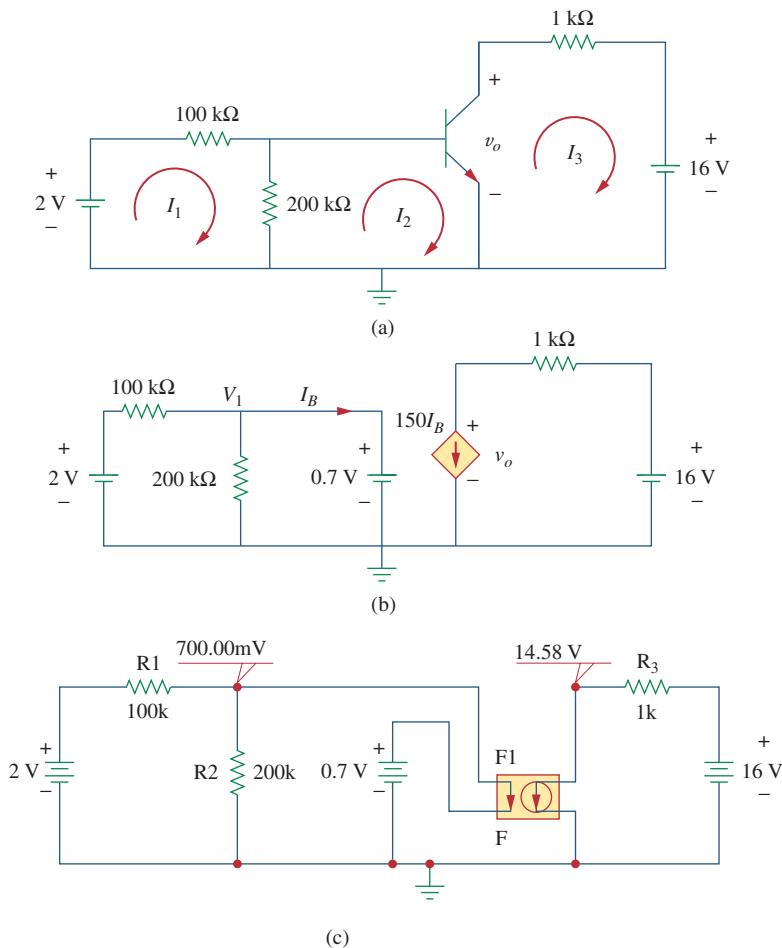 1 kΩ
+
100 kΩ
v_o
+
+
I_3
16 V
2 V
I_1
200 kΩ
I_2
−
−
−
(a)
1 kΩ
100 kΩ
V_1
I_B
150I_B
+
+
+
+
2 V
200 kΩ
0.7 V
v_o
16 V
−
−
−
−
(b)
700.00mV
14.58 V
R1
R_3
100k
1k
+
+
F1
+
2 V
R2
200k
0.7 V
16 V
−
−
−
F
(c)